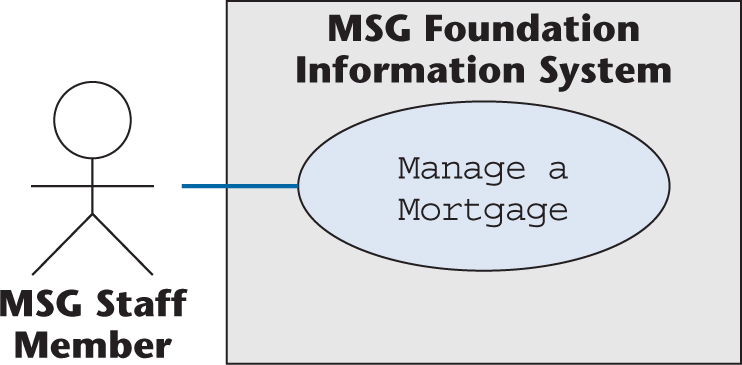 MSG Foundation
Information System
Manage a
Mortgage
MSG Staff
Member